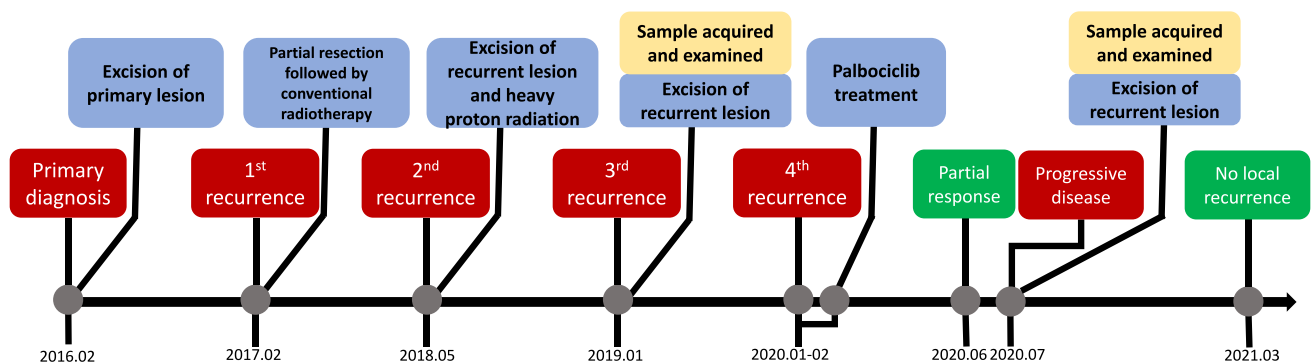 Excision of
primary lesion
Partial resection
followed by
conventional
radiotherapy
Excision of
recurrent lesion
and heavy
proton radiation
Sample acquired
and examined
Excision of
recurrent lesion
Palbociclib
treatment
Sample acquired
and examined
Excision of
recurrent lesion
Primary
diagnosis
1st
recurrence
2nd
recurrence
3rd
recurrence
4th
recurrence
Partial
response
Progressive
disease
No local
recurrence
2016.02
2017.02
2018.05
2019.01
2020.01-02
2020.06
2020.07
2021.03